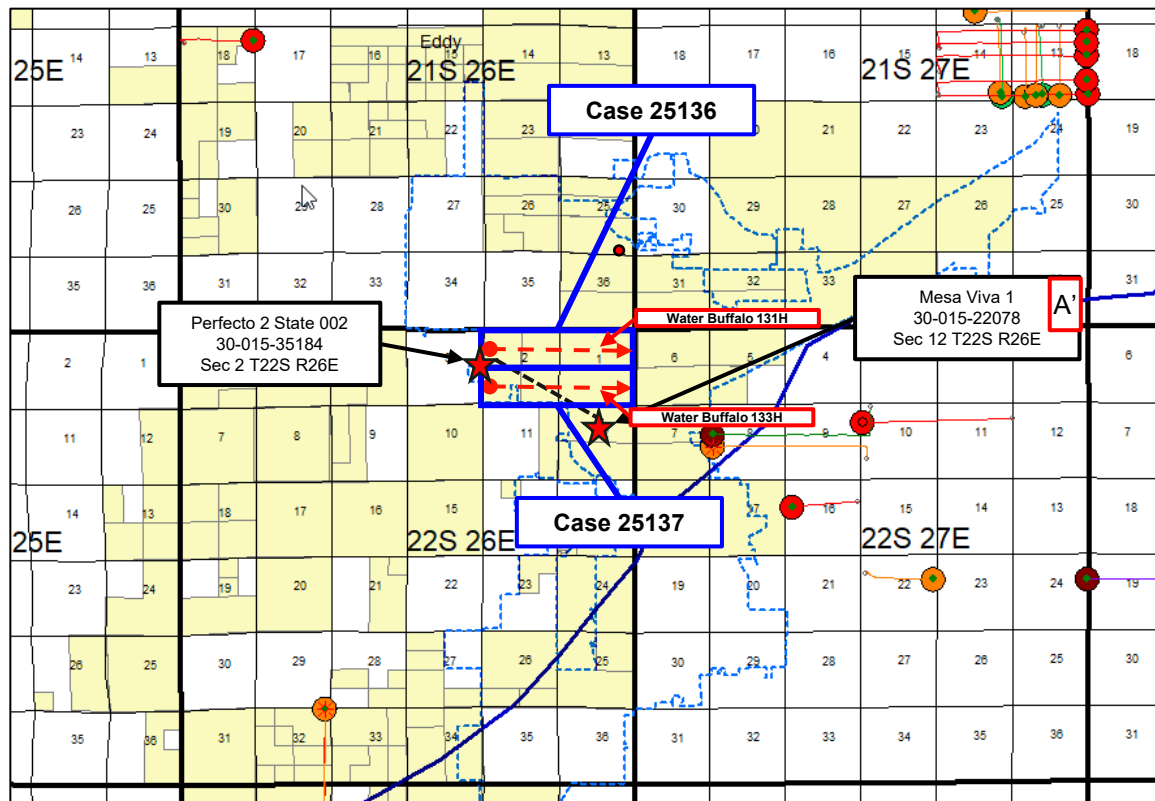 Eddy
14 13 18 17 16 15 14 13 18 17 16 15 14 13 18
25E 21S 26E 21S 27E
Case 25136
23 24 19 20 21 22 23 24 21 22 23 24 19
26 25 30 29 28 27 26 25 30 29 28 27 26 25 30
35 36 31 32 33 34 35 36 31 32 33 31
Mesa Viva 1
30-015-22078
Sec 12 T22S R26E
A'
Perfecto 2 State 002
30-015-35184
Sec 2 T22S R26E
Water Buffalo 131H
2 1 2 1 6 5 4 6
Water Buffalo 133H
11 12 7 8 9 10 11 7 8 9 10 11 12 7
14 13 18 17 16 15 17 16 15 14 13 18
25E 22S 26E 22S 27E
Case 25137
23 24 19 20 21 22 23 24 19 20 21 22 23 24 19
26 25 30 29 28 27 26 25 30 29 28 27 26 25 30
35 36 31 32 33 34 35 36 31 32 33 34 35 36 31